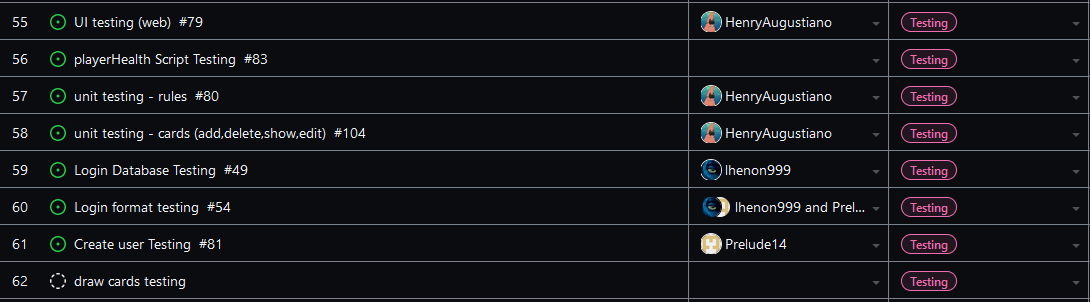 55 UI testing (web) #79 HenryAugustiano Testing
56 playerHealth Script Testing #83 Testing
57 unit testing - rules #80 HenryAugustiano Testing
58 unit testing - cards (add,delete,show,edit) #104 HenryAugustiano Testing
59 Login Database Testing #49 lhenon999 Testing
60 Login format testing #54 lhenon999 and Prel... Testing
61 Create user Testing #81 Prelude14 Testing
62 draw cards testing Testing